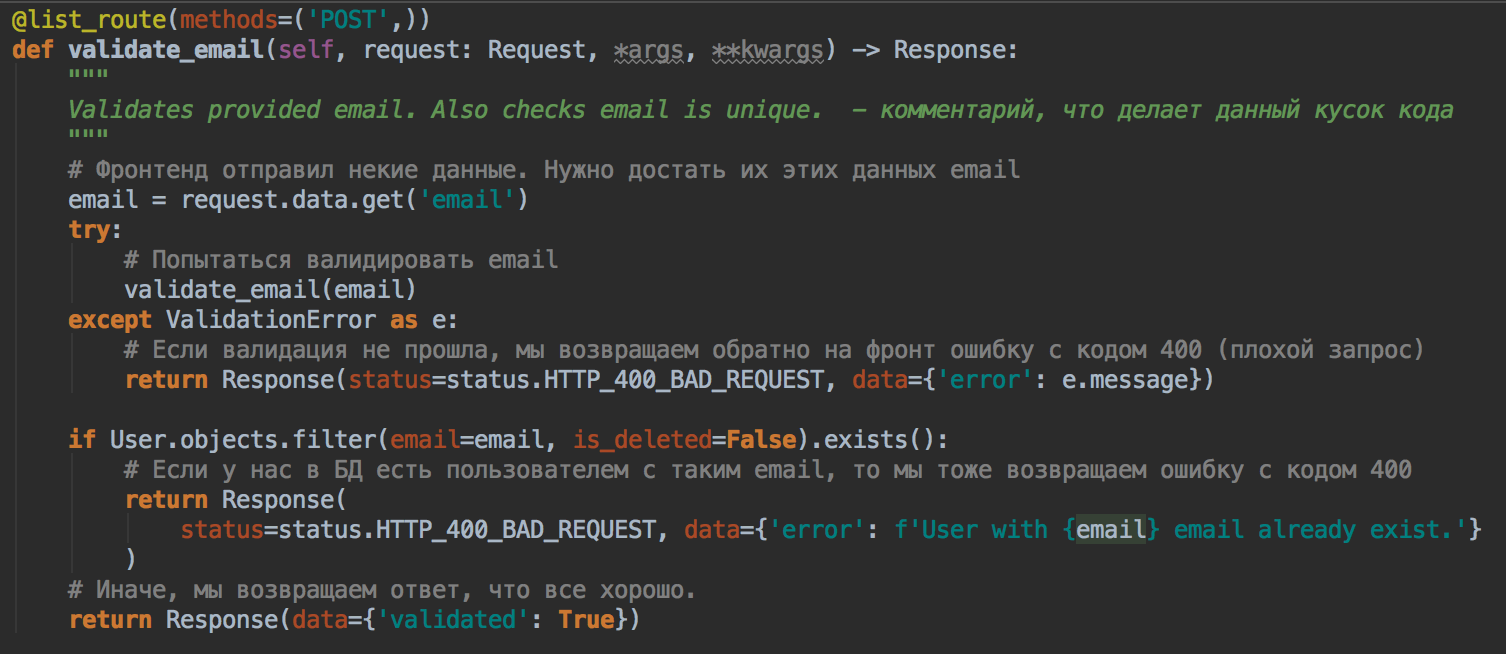 @list_route(methods=('POST',))
def validate_email(self, request: Request, *args, **kwargs) -> Response:
"""
Validates provided email. Also checks email is unique.  - комментарий, что делает данный кусок кода
"""
# Фронтенд отправил некие данные. Нужно достать их этих данных email
email = request.data.get('email')
try:
# Попытаться валидировать email
validate_email(email)
except ValidationError as e:
# Если валидация не прошла, мы возвращаем обратно на фронт ошибку с кодом 400 (плохой запрос)
return Response(status=status.HTTP_400_BAD_REQUEST, data={'error': e.message})
if User.objects.filter(email=email, is_deleted=False).exists():
# Если у нас в БД есть пользователем с таким email, то мы тоже возвращаем ошибку с кодом 400
return Response(
status=status.HTTP_400_BAD_REQUEST, data={'error': f'User with {email} email already exist.'}
)
# Иначе, мы возвращаем ответ, что все хорошо.
return Response(data={'validated': True})